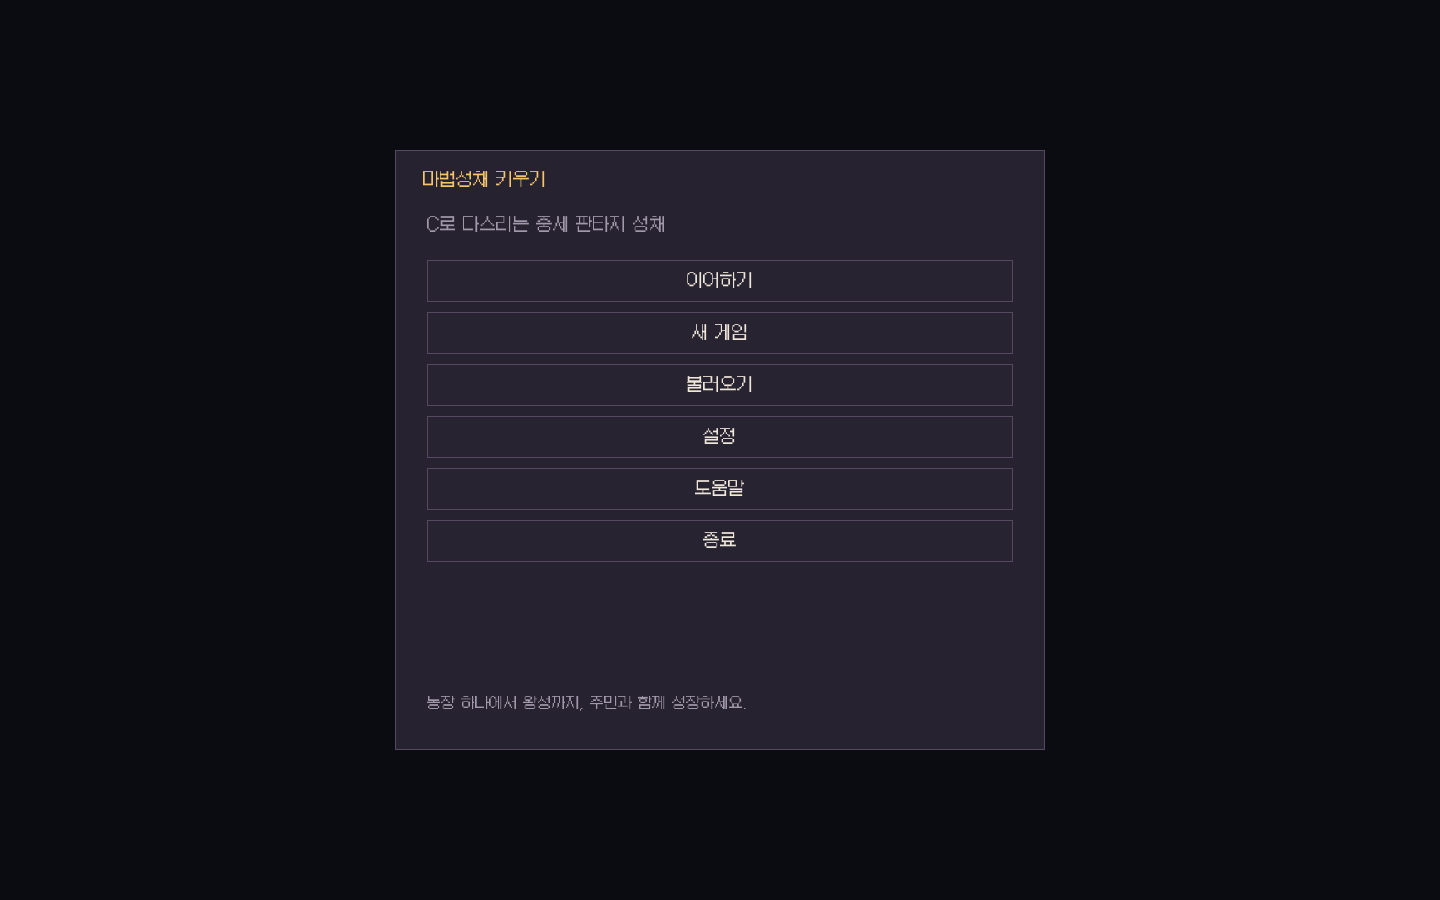 마법성채 키우기
C로 다스리는 중세 판타지 성채
이어하기
새 게임
불러오기
설정
도움말
종료
농장 하나에서 왕성까지, 주민과 함께 성장하세요.